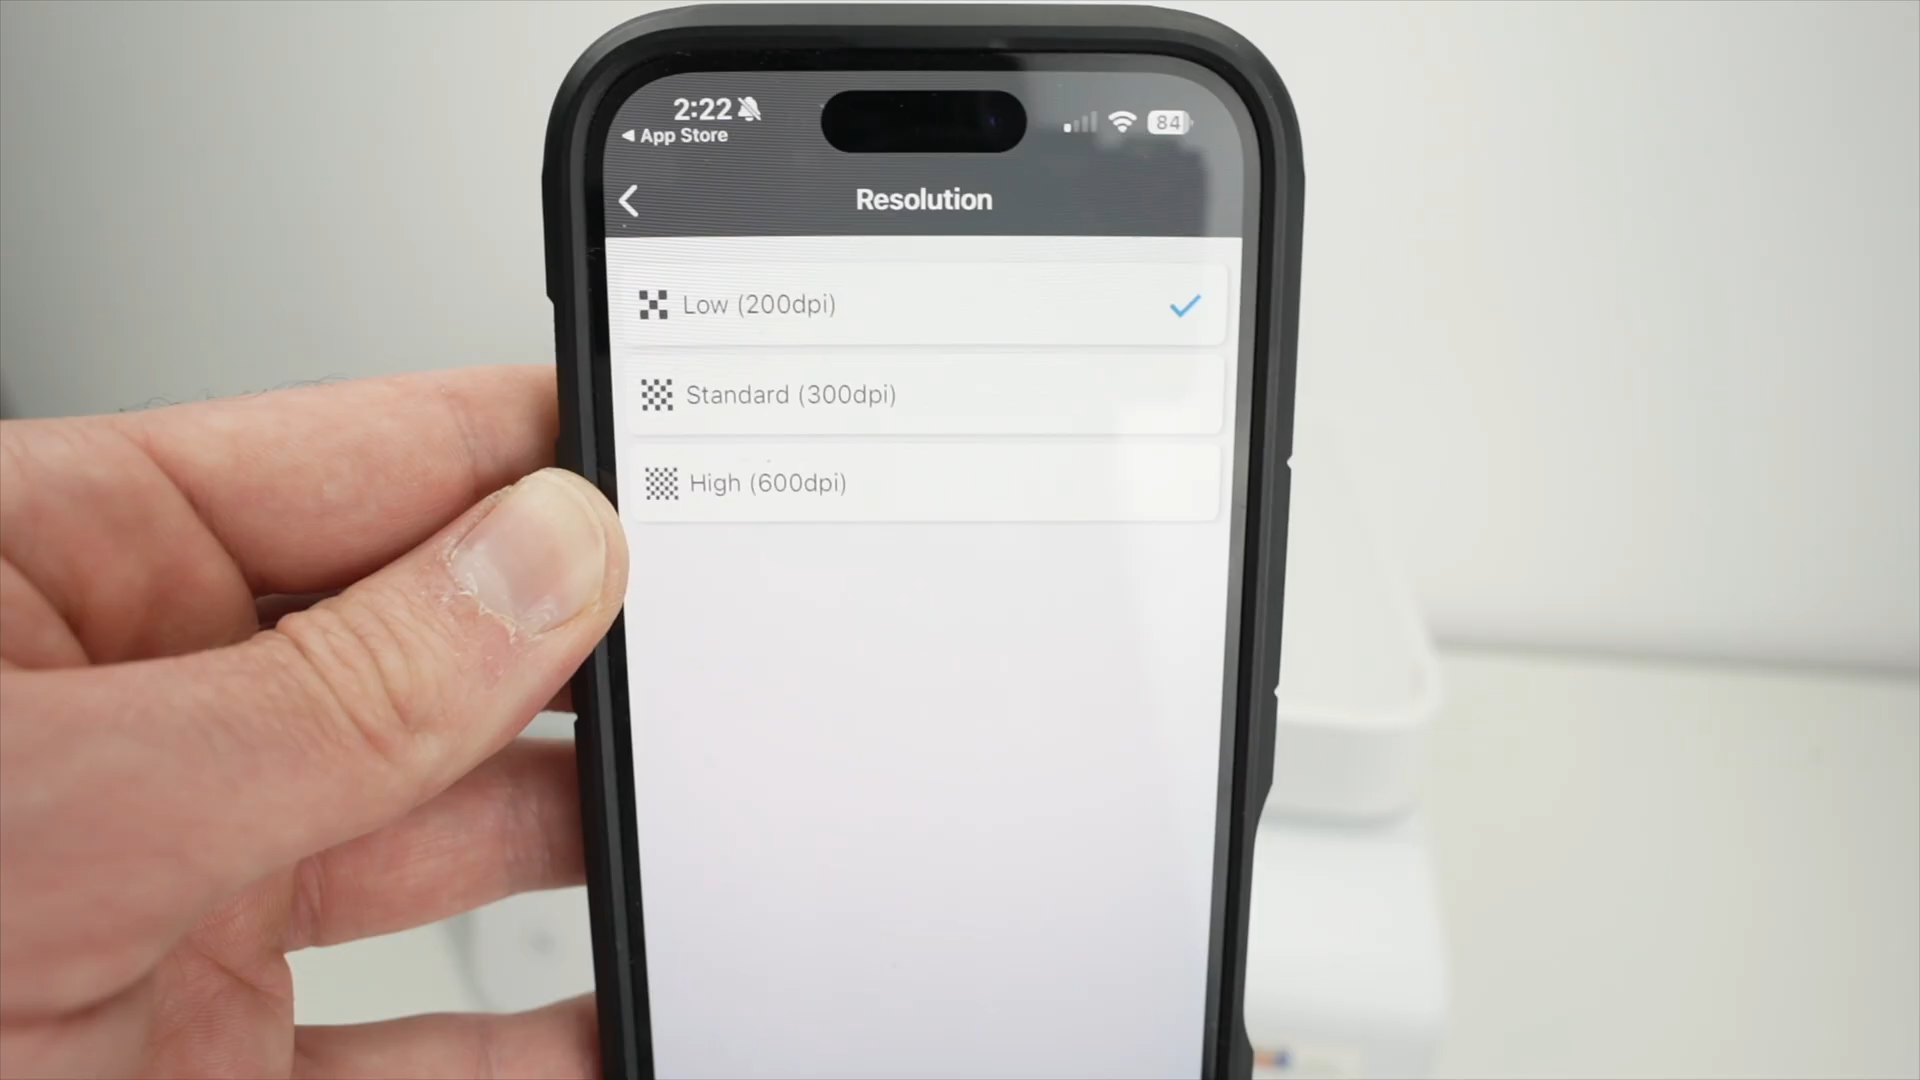 2:22
84
App Store
Resolution
Low (200dpi)
Standard (300dpi)
High (600dpi)